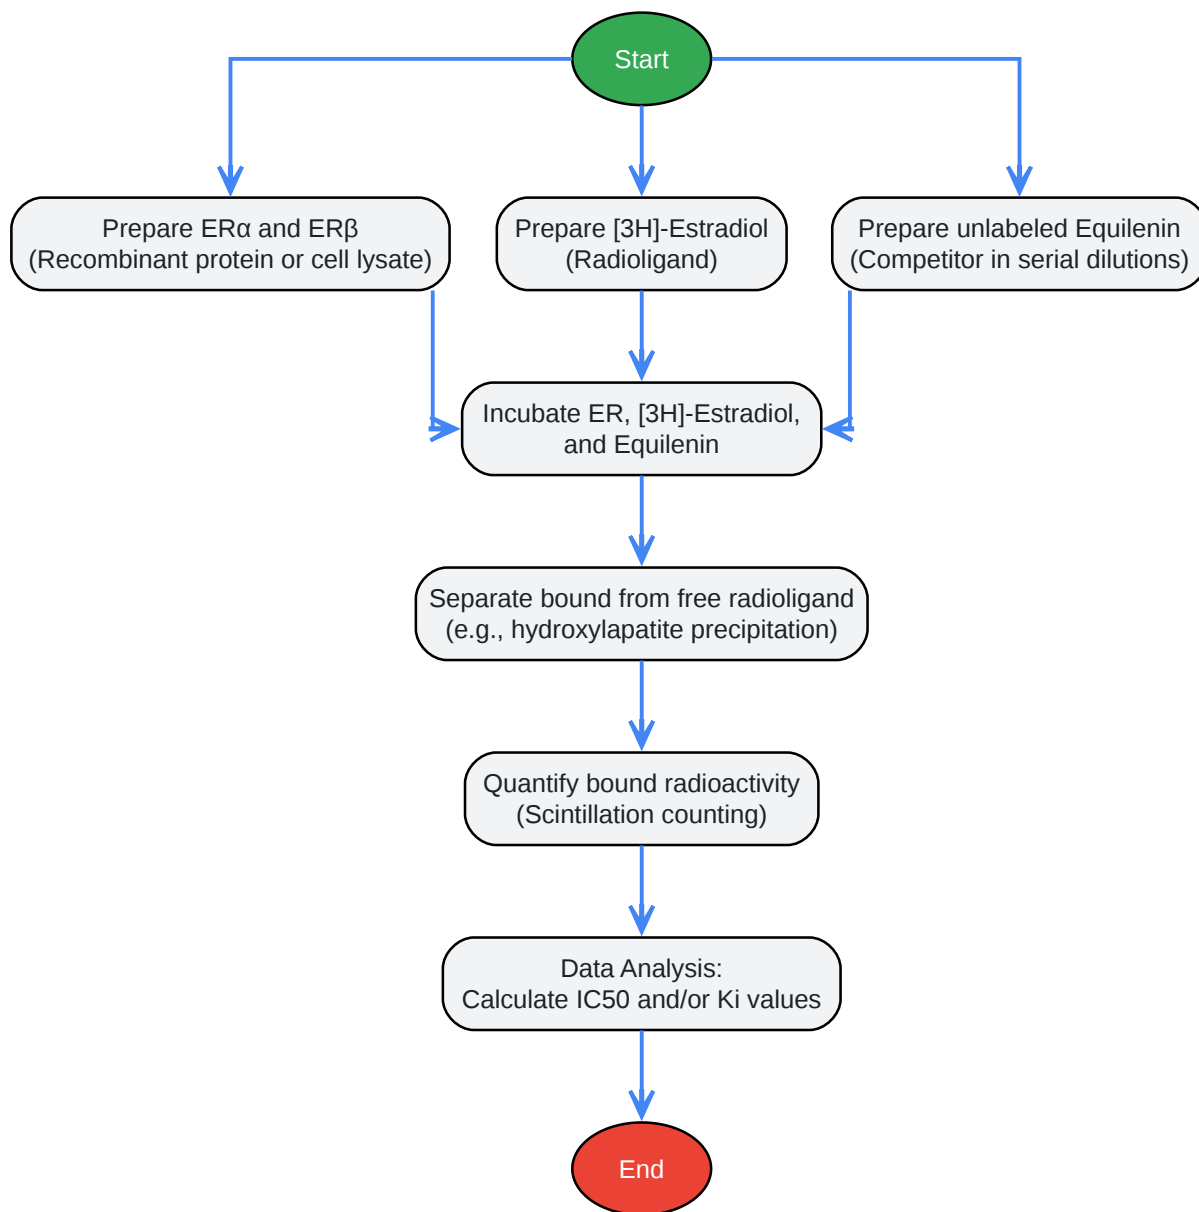 Start
Prepare ERα and ERβ
(Recombinant protein or cell lysate)
Prepare [3H]-Estradiol
(Radioligand)
Prepare unlabeled Equilenin
(Competitor in serial dilutions)
Incubate ER, [3H]-Estradiol,
and Equilenin
Separate bound from free radioligand
(e.g., hydroxylapatite precipitation)
Quantify bound radioactivity
(Scintillation counting)
Data Analysis:
Calculate IC50 and/or Ki values
End